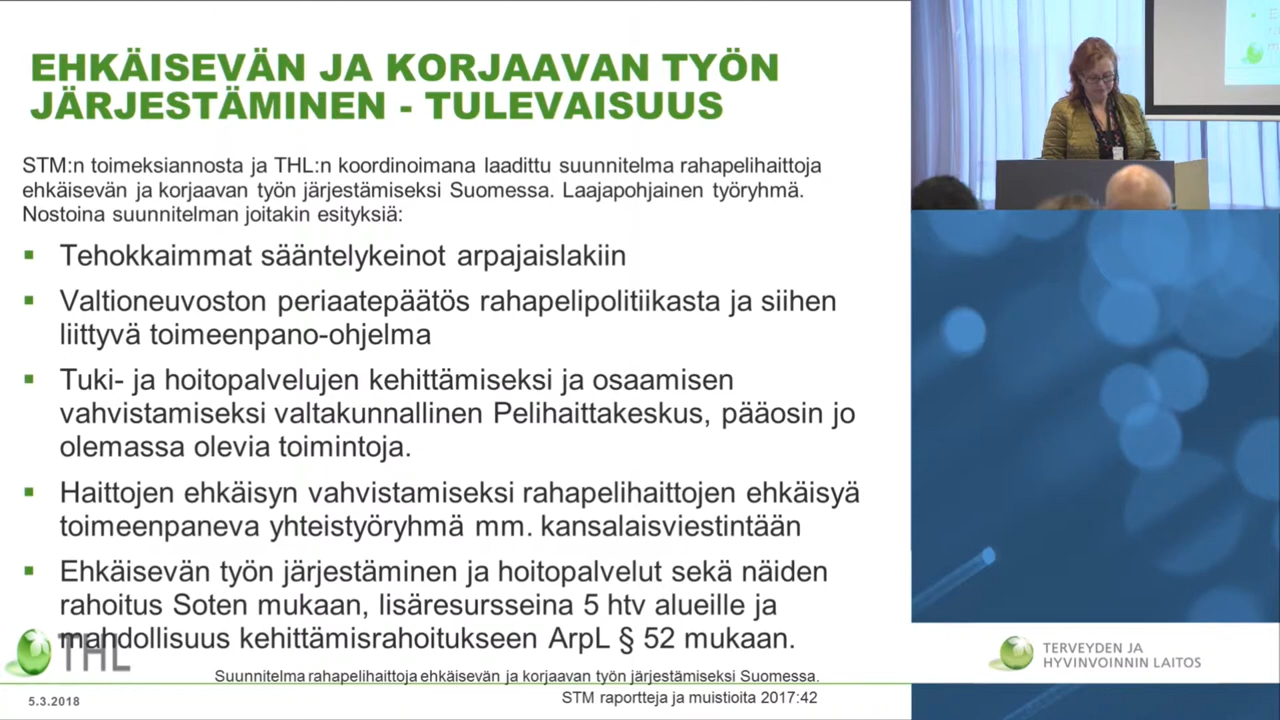 EHKÄISEVÄN JA KORJAAVAN TYÖN
JÄRJESTÄMINEN - TULEVAISUUS
STM:n toimeksiannosta ja THL:n koordinoimana laadittu suunnitelma rahapelihaittoja
ehkäisevän ja korjaavan työn järjestämiseksi Suomessa. Laajapohjainen työryhmä.
Nostoina suunnitelman joitakin esityksiä:
▪ Tehokkaimmat sääntelykeinot arpajaislakiin
▪ Valtioneuvoston periaatepäätös rahapelipolitiikasta ja siihen
liittyvä toimeenpano-ohjelma
▪ Tuki- ja hoitopalvelujen kehittämiseksi ja osaamisen
vahvistamiseksi valtakunnallinen Pelihaittakeskus, pääosin jo
olemassa olevia toimintoja.
▪ Haittojen ehkäisyn vahvistamiseksi rahapelihaittojen ehkäisyä
toimeenpaneva yhteistyöryhmä mm. kansalaisviestintään
▪ Ehkäisevän työn järjestäminen ja hoitopalvelut sekä näiden
rahoitus Soten mukaan, lisäresursseina 5 htv alueille ja
mahdollisuus kehittämisrahoitukseen ArpL § 52 mukaan.
THL
Suunnitelma rahapelihaittoja ehkäisevän ja korjaavan työn järjestämiseksi Suomessa.
STM raportteja ja muistioita 2017:42
5.3.2018
TERVEYDEN JA
HYVINVOINNIN LAITOS